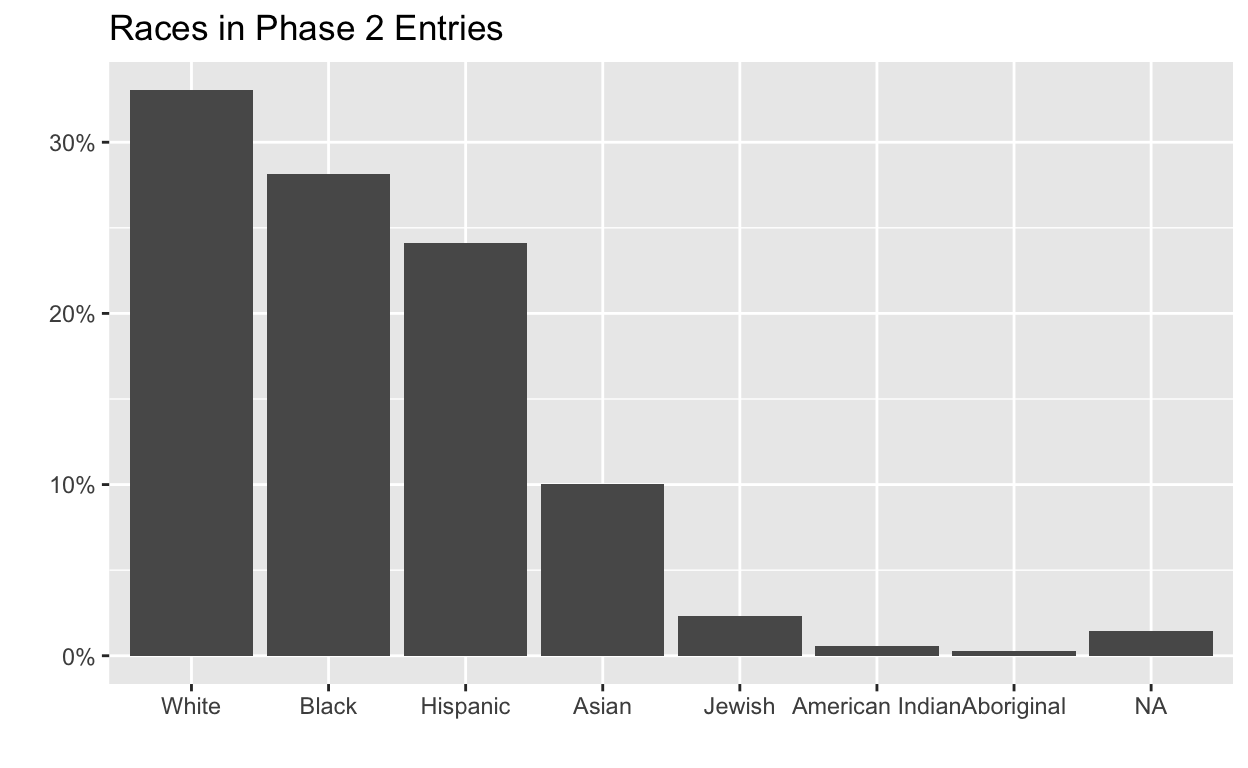 Races in Phase 2 Entries
30%
20%
10%
0%
White Black Hispanic Asian Jewish American Indian Aboriginal NA